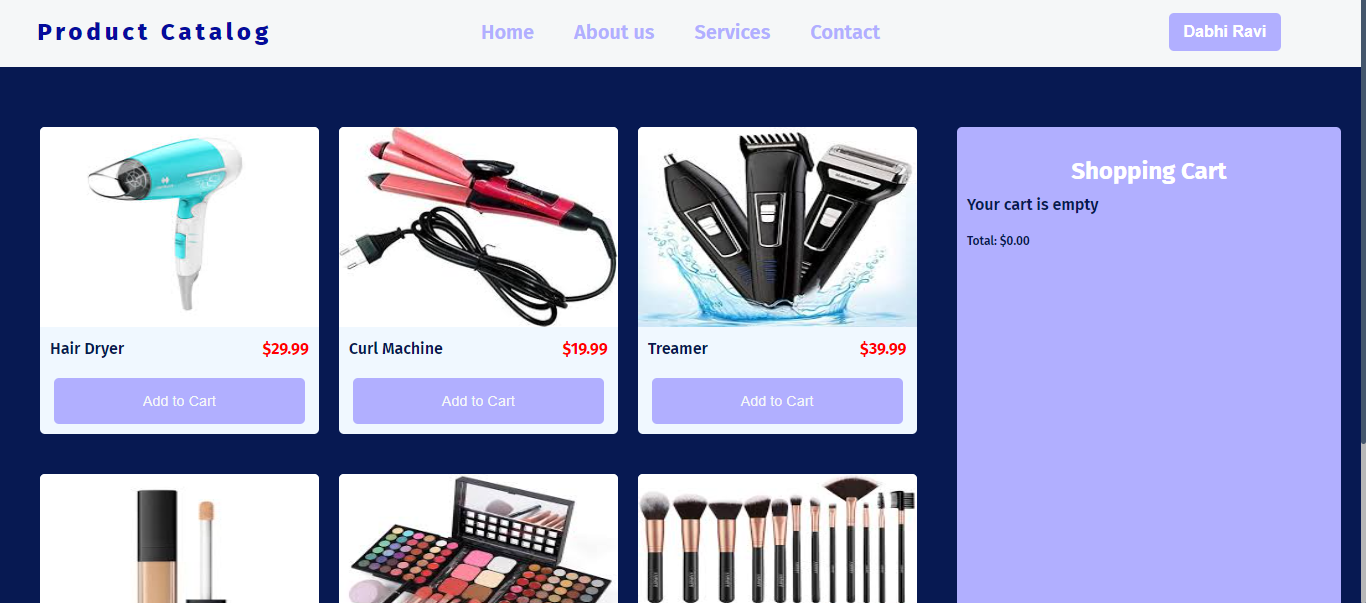 Product Catalog
Home About us Services Contact
Dabhi Ravi
Hair Dryer $29.99
Add to Cart
Curl Machine $19.99
Add to Cart
Treamer $39.99
Add to Cart
Shopping Cart
Your cart is empty
Total: $0.00